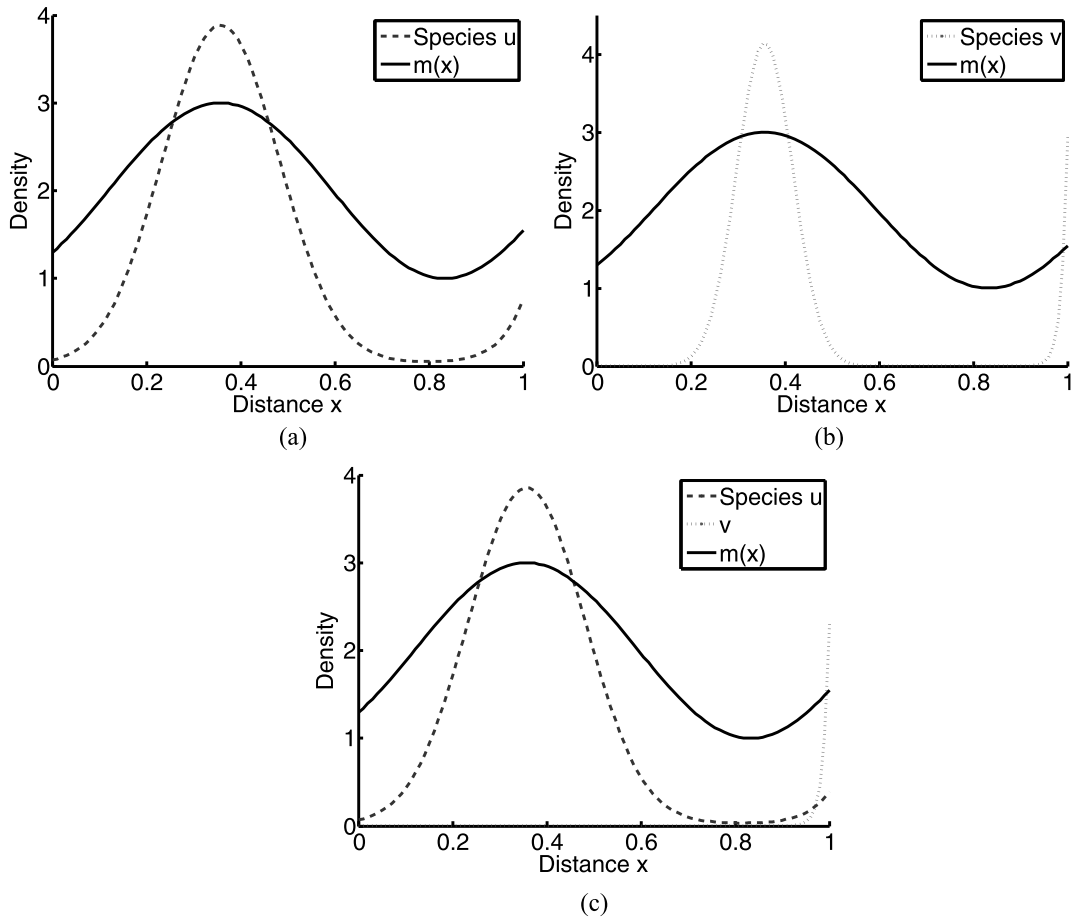 4
3
2
1
0
Density
Species u
m(x)
0 0.2 0.4 0.6 0.8 1
Distance x
(a)
4
3
2
1
0
Density
Species v
m(x)
0 0.2 0.4 0.6 0.8 1
Distance x
(b)
4
3
2
1
0
Density
Species u
v
m(x)
0 0.2 0.4 0.6 0.8 1
Distance x
(c)